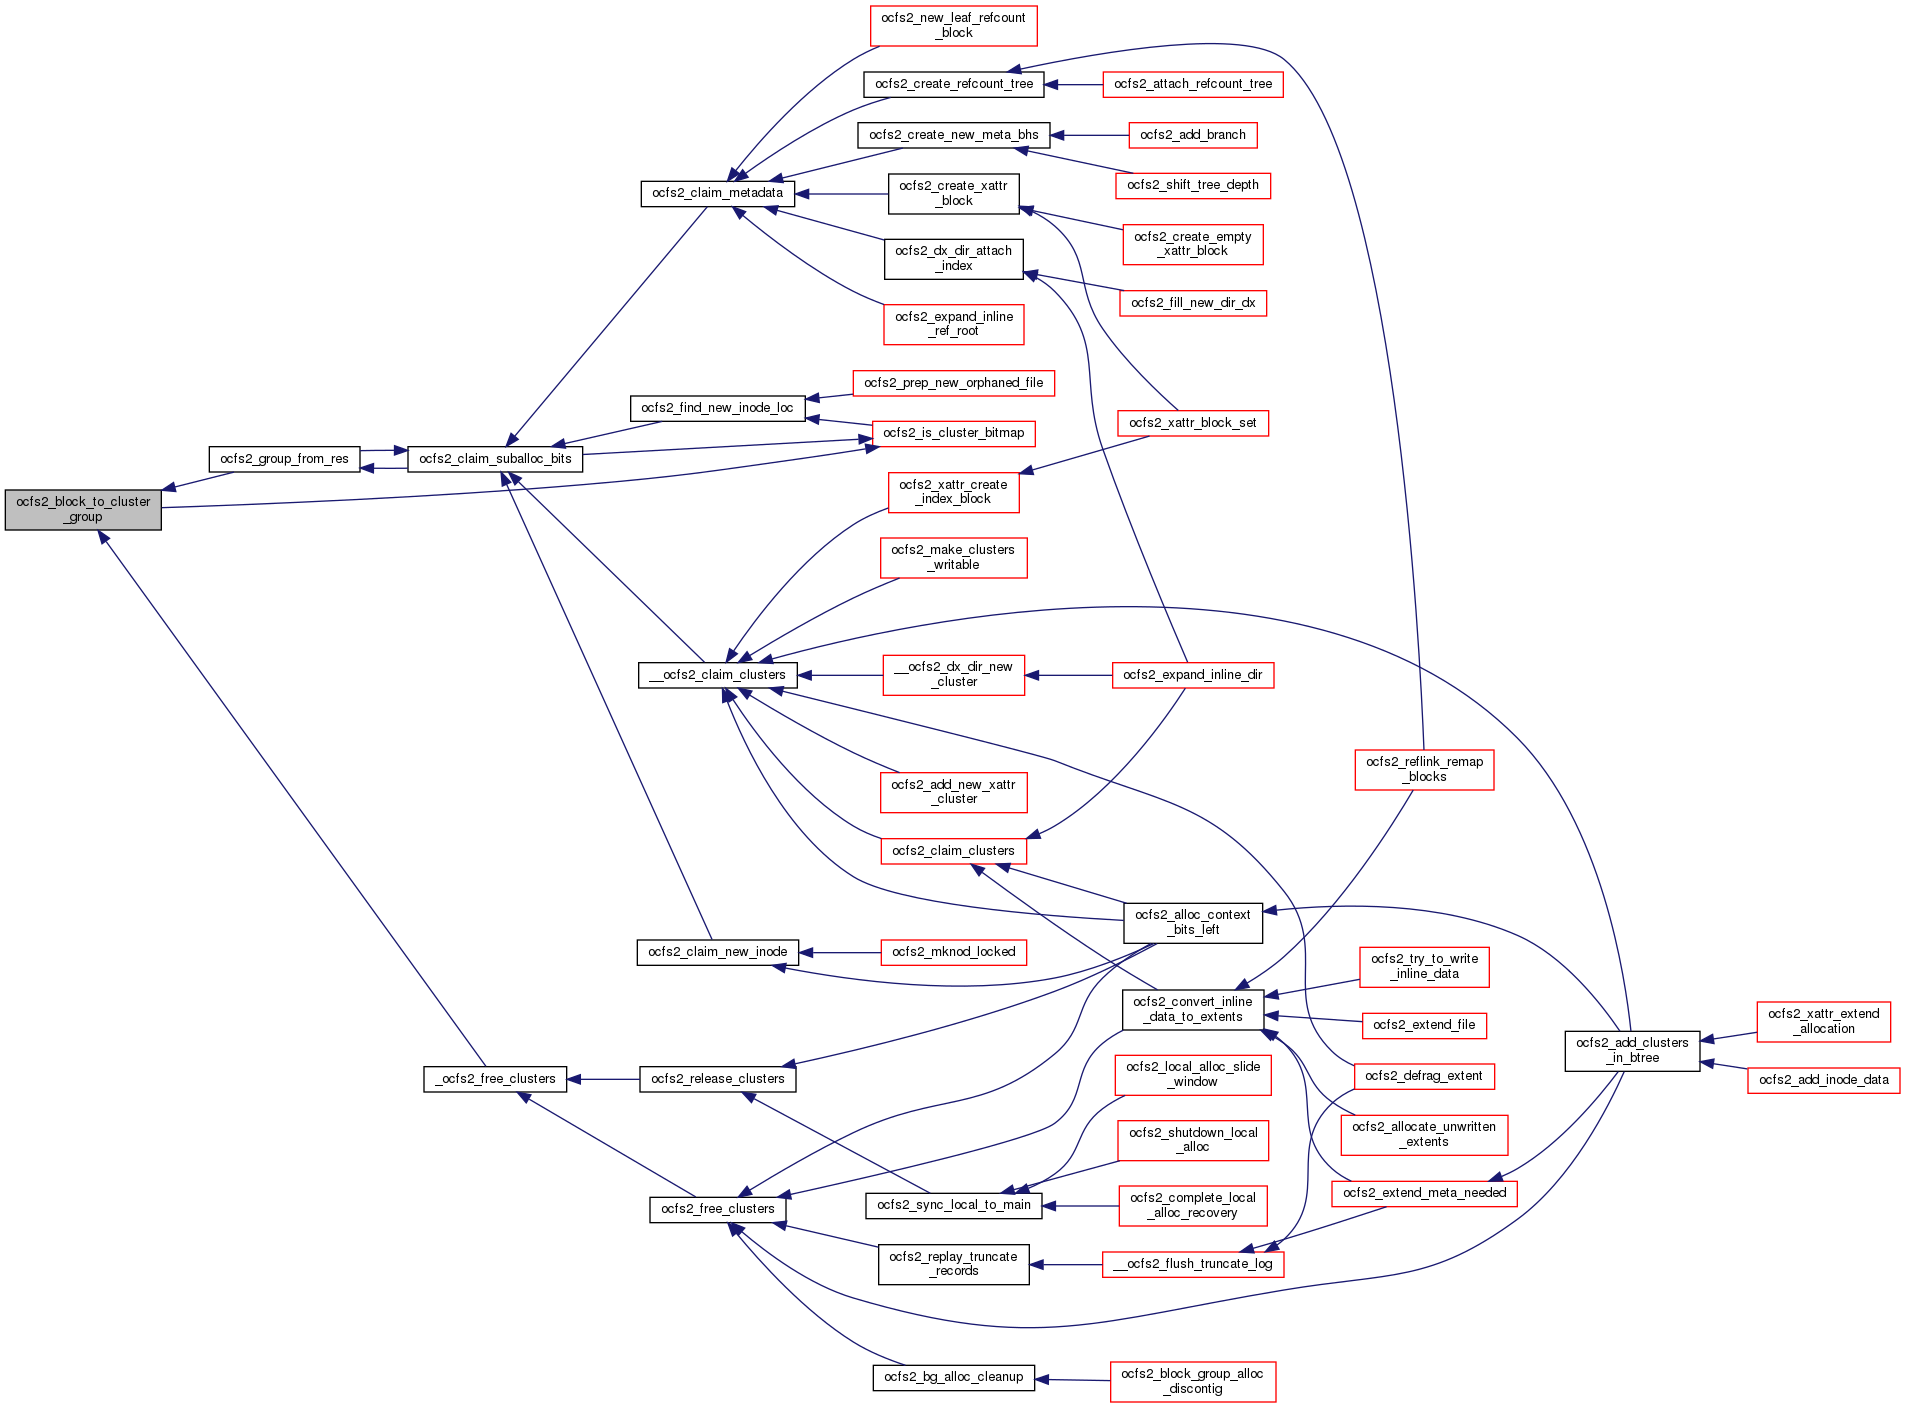 ocfs2_new_leaf_refcount
_block
ocfs2_create_refcount_tree
ocfs2_attach_refcount_tree
ocfs2_create_new_meta_bhs
ocfs2_add_branch
ocfs2_shift_tree_depth
ocfs2_claim_metadata
ocfs2_create_xattr
_block
ocfs2_create_empty
_xattr_block
ocfs2_dx_dir_attach
_index
ocfs2_fill_new_dir_dx
ocfs2_expand_inline
_ref_root
ocfs2_prep_new_orphaned_file
ocfs2_find_new_inode_loc
ocfs2_xattr_block_set
ocfs2_is_cluster_bitmap
ocfs2_group_from_res
ocfs2_claim_suballoc_bits
ocfs2_block_to_cluster
_group
ocfs2_xattr_create
_index_block
ocfs2_make_clusters
_writable
__ocfs2_claim_clusters
__ocfs2_dx_dir_new
_cluster
ocfs2_expand_inline_dir
ocfs2_reflink_remap
_blocks
ocfs2_add_new_xattr
_cluster
ocfs2_claim_clusters
ocfs2_alloc_context
_bits_left
ocfs2_claim_new_inode
ocfs2_mknod_locked
ocfs2_try_to_write
_inline_data
ocfs2_convert_inline
_data_to_extents
ocfs2_extend_file
ocfs2_xattr_extend
_allocation
ocfs2_add_clusters
_in_btree
ocfs2_add_inode_data
_ocfs2_free_clusters
ocfs2_release_clusters
ocfs2_local_alloc_slide
_window
ocfs2_defrag_extent
ocfs2_allocate_unwritten
_extents
ocfs2_shutdown_local
_alloc
ocfs2_extend_meta_needed
ocfs2_free_clusters
ocfs2_sync_local_to_main
ocfs2_complete_local
_alloc_recovery
ocfs2_replay_truncate
_records
__ocfs2_flush_truncate_log
ocfs2_bg_alloc_cleanup
ocfs2_block_group_alloc
_discontig